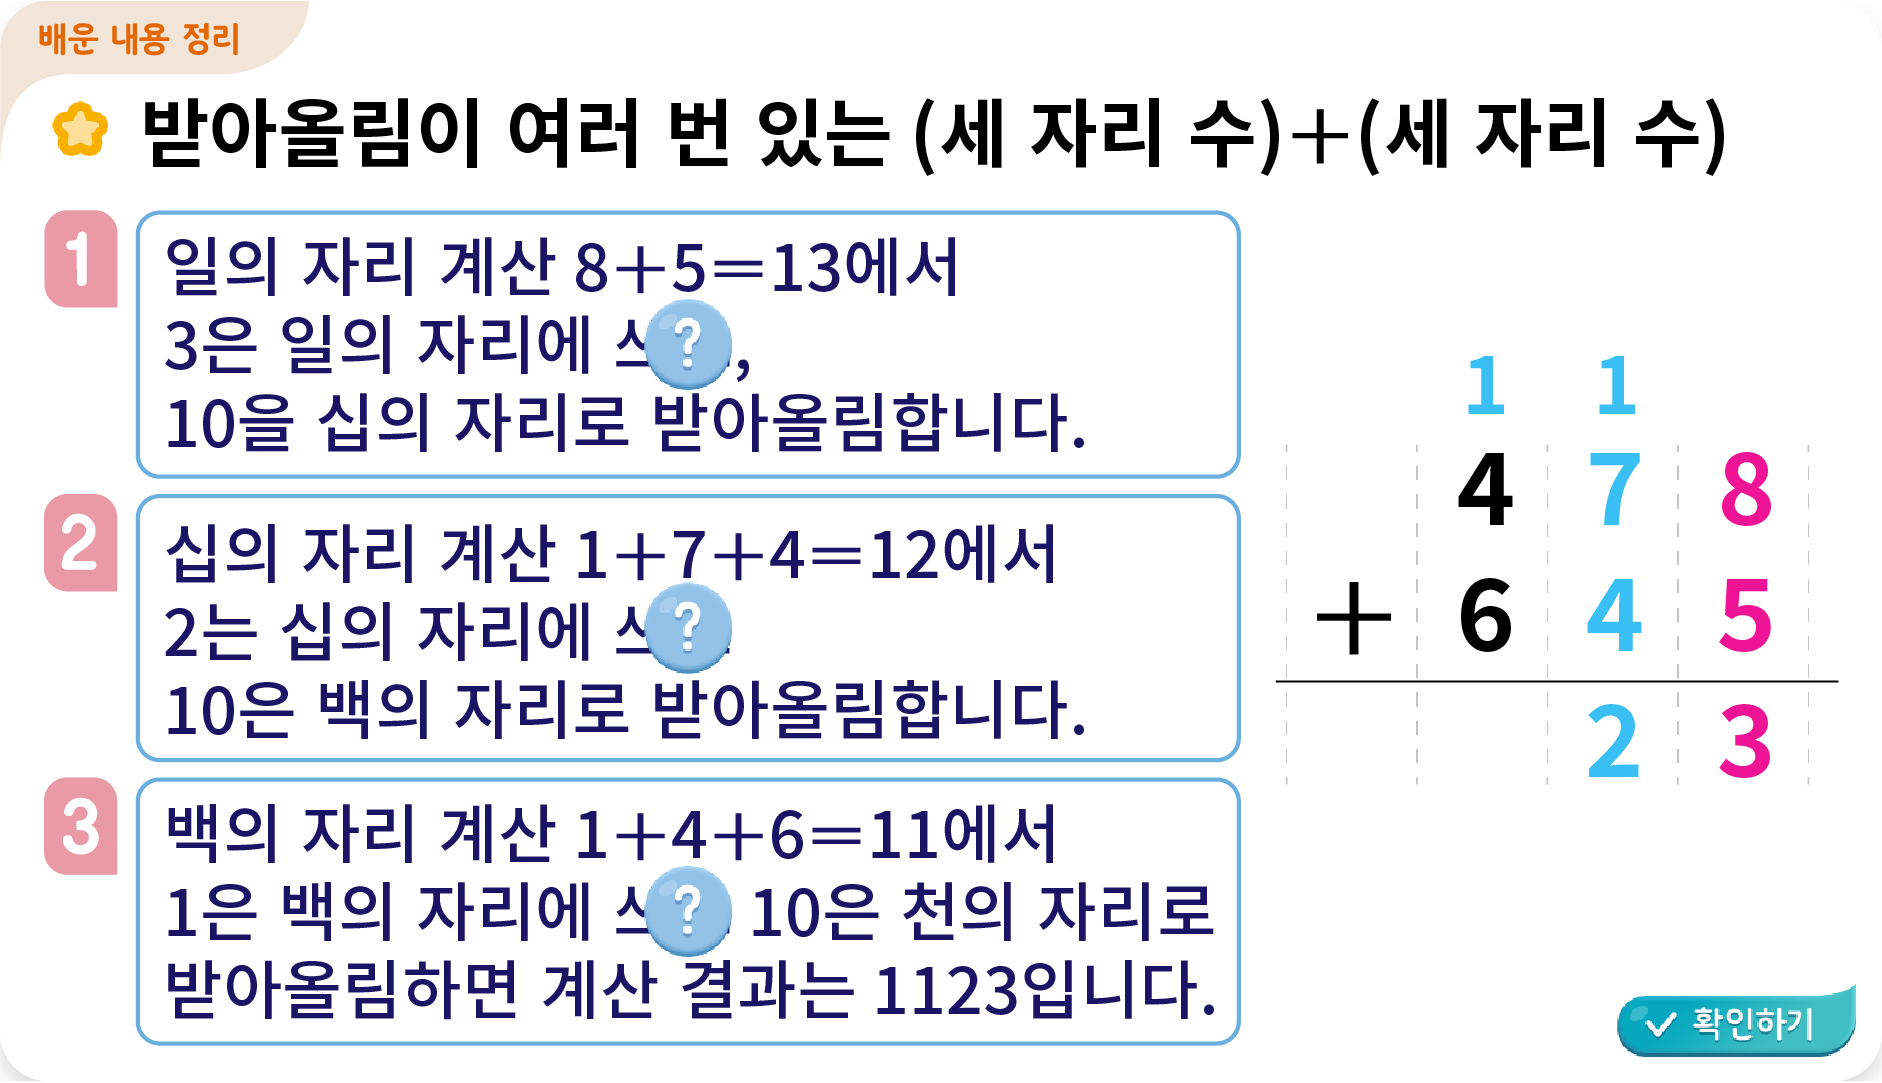 배운 내용 정리
받아올림이 여러 번 있는 (세 자리 수)+(세 자리 수)
1
일의 자리 계산 8+5=13에서
3은 일의 자리에 ?,
10을 십의 자리로 받아올림합니다.
2
십의 자리 계산 1+7+4=12에서
2는 십의 자리에 ?
10은 백의 자리로 받아올림합니다.
3
백의 자리 계산 1+4+6=11에서
1은 백의 자리에 ? 10은 천의 자리로
받아올림하면 계산 결과는 1123입니다.
1 1
4 7 8
+ 6 4 5
2 3
확인하기